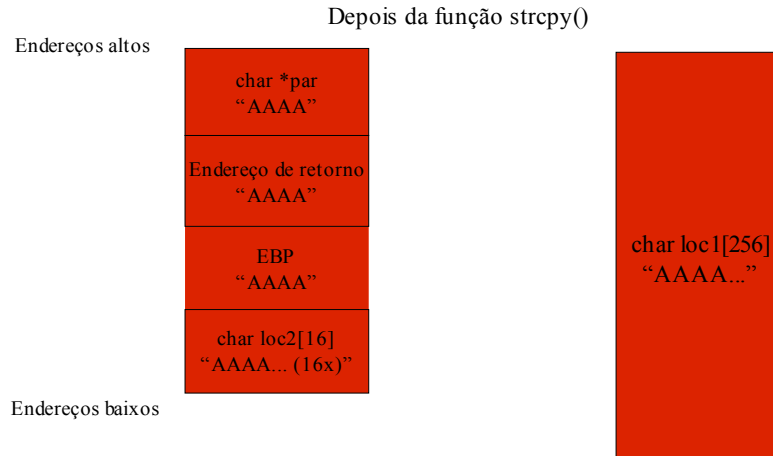 Depois da função strcpy()
Endereços altos
char *par
“AAAA”
Endereço de retorno
“AAAA”
EBP
“AAAA”
char loc2[16]
“AAAA... (16x)”
Endereços baixos
char loc1[256]
“AAAA...”